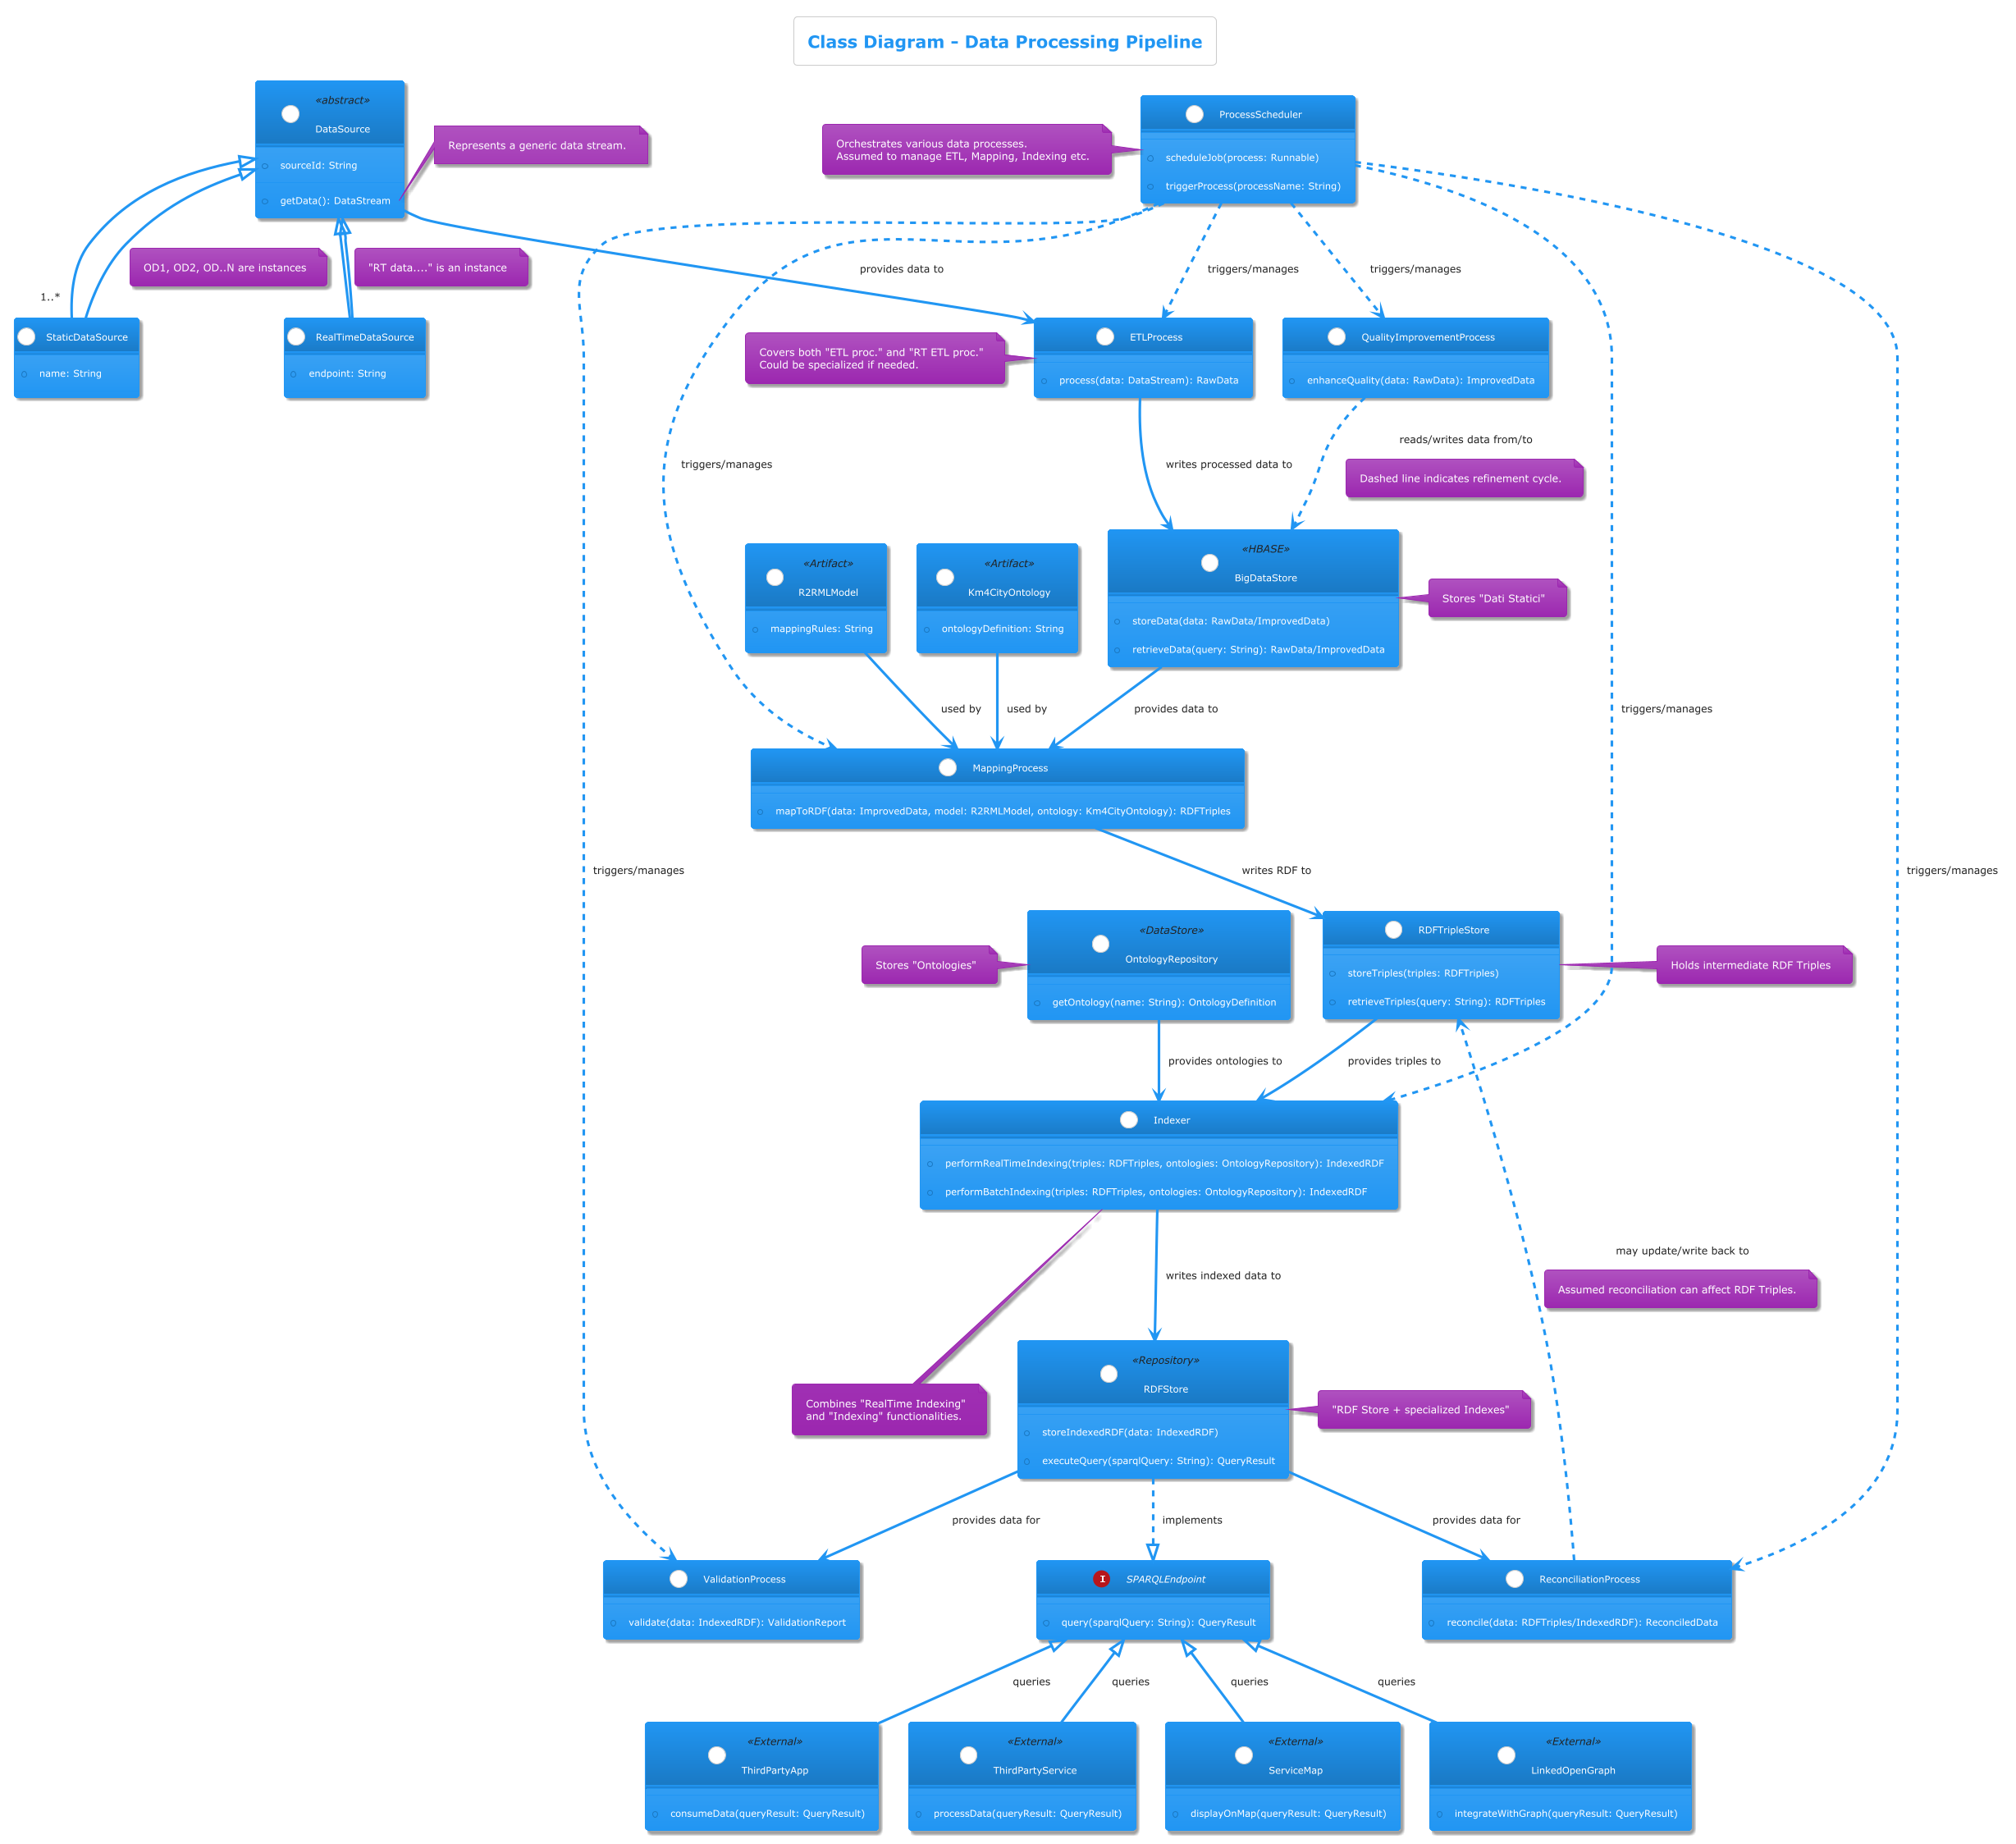 Class Diagram - Data Processing Pipeline
«abstract»
DataSource
sourceId: String
getData(): DataStream
Represents a generic data stream.
Orchestrates various data processes.
Assumed to manage ETL, Mapping, Indexing etc.
ProcessScheduler
scheduleJob(process: Runnable)
triggerProcess(processName: String)
OD1, OD2, OD..N are instances
"RT data...." is an instance
provides data to
triggers/manages
triggers/manages
1..*
StaticDataSource
name: String
RealTimeDataSource
endpoint: String
Covers both "ETL proc." and "RT ETL proc."
Could be specialized if needed.
ETLProcess
process(data: DataStream): RawData
QualityImprovementProcess
enhanceQuality(data: RawData): ImprovedData
triggers/manages
writes processed data to
reads/writes data from/to
Dashed line indicates refinement cycle.
«Artifact»
R2RMLModel
mappingRules: String
«Artifact»
Km4CityOntology
ontologyDefinition: String
«HBASE»
BigDataStore
storeData(data: RawData/ImprovedData)
retrieveData(query: String): RawData/ImprovedData
Stores "Dati Statici"
used by
used by
provides data to
triggers/manages
MappingProcess
mapToRDF(data: ImprovedData, model: R2RMLModel, ontology: Km4CityOntology): RDFTriples
triggers/manages
writes RDF to
triggers/manages
Stores "Ontologies"
«DataStore»
OntologyRepository
getOntology(name: String): OntologyDefinition
RDFTripleStore
storeTriples(triples: RDFTriples)
retrieveTriples(query: String): RDFTriples
Holds intermediate RDF Triples
provides ontologies to
provides triples to
Indexer
performRealTimeIndexing(triples: RDFTriples, ontologies: OntologyRepository): IndexedRDF
performBatchIndexing(triples: RDFTriples, ontologies: OntologyRepository): IndexedRDF
writes indexed data to
may update/write back to
Assumed reconciliation can affect RDF Triples.
Combines "RealTime Indexing"
and "Indexing" functionalities.
«Repository»
RDFStore
storeIndexedRDF(data: IndexedRDF)
executeQuery(sparqlQuery: String): QueryResult
"RDF Store + specialized Indexes"
provides data for
implements
provides data for
ValidationProcess
validate(data: IndexedRDF): ValidationReport
I
SPARQLEndpoint
query(sparqlQuery: String): QueryResult
ReconciliationProcess
reconcile(data: RDFTriples/IndexedRDF): ReconciledData
queries
queries
queries
queries
«External»
ThirdPartyApp
consumeData(queryResult: QueryResult)
«External»
ThirdPartyService
processData(queryResult: QueryResult)
«External»
ServiceMap
displayOnMap(queryResult: QueryResult)
«External»
LinkedOpenGraph
integrateWithGraph(queryResult: QueryResult)